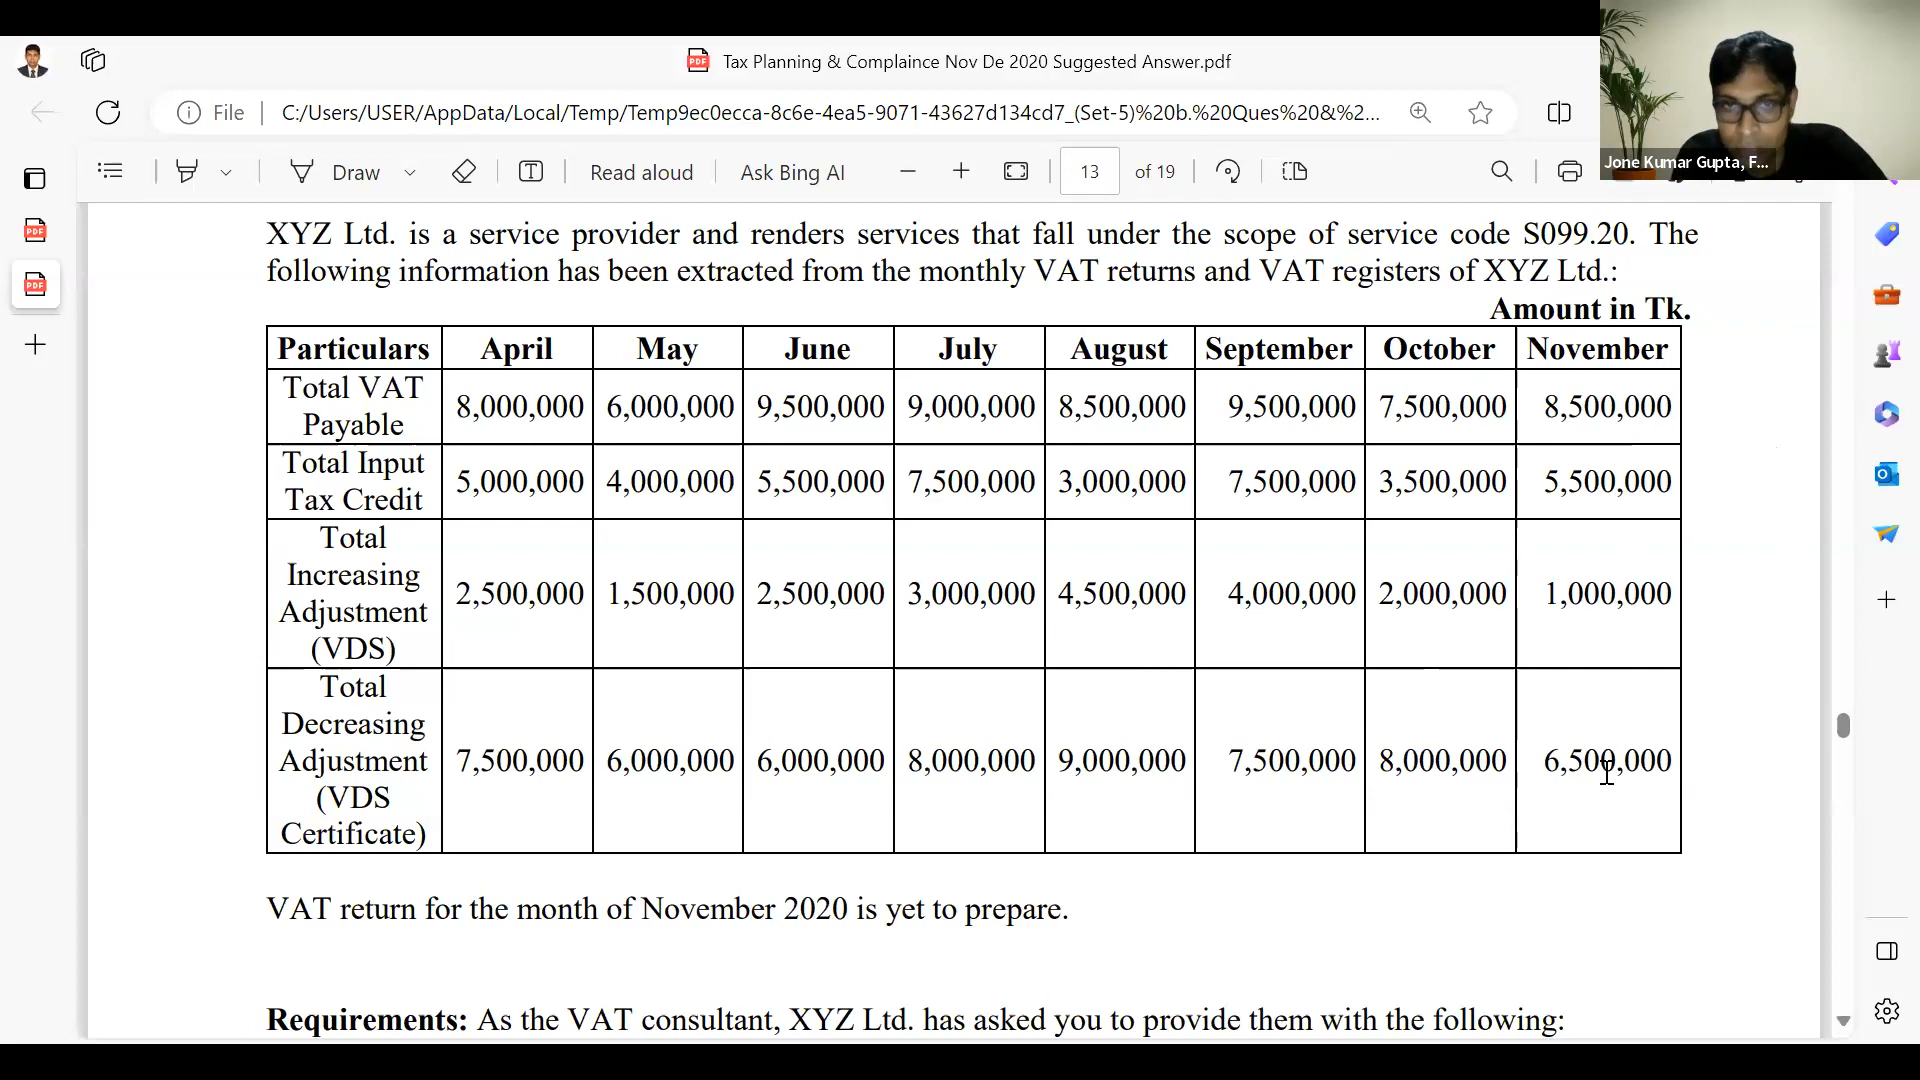 Tax Planning & Complaince Nov De 2020 Suggested Answer.pdf
File
C:/Users/USER/AppData/Local/Temp/Temp9ec0ecca-8c6e-4ea5-9071-43627d134cd7_(Set-5)%20b.%20Ques%20&%2...
Jone Kumar Gupta, F...
Draw
Read aloud
Ask Bing AI
13
of 19
XYZ Ltd. is a service provider and renders services that fall under the scope of service code S099.20. The
following information has been extracted from the monthly VAT returns and VAT registers of XYZ Ltd.:
Amount in Tk.
Particulars April May June July August September October November
Total VAT
Payable
8,000,000 6,000,000 9,500,000 9,000,000 8,500,000 9,500,000 7,500,000 8,500,000
Total Input
Tax Credit
5,000,000 4,000,000 5,500,000 7,500,000 3,000,000 7,500,000 3,500,000 5,500,000
Total
Increasing
Adjustment
(VDS)
2,500,000 1,500,000 2,500,000 3,000,000 4,500,000 4,000,000 2,000,000 1,000,000
Total
Decreasing
Adjustment
(VDS
Certificate)
7,500,000 6,000,000 6,000,000 8,000,000 9,000,000 7,500,000 8,000,000 6,500,000
VAT return for the month of November 2020 is yet to prepare.
Requirements: As the VAT consultant, XYZ Ltd. has asked you to provide them with the following: